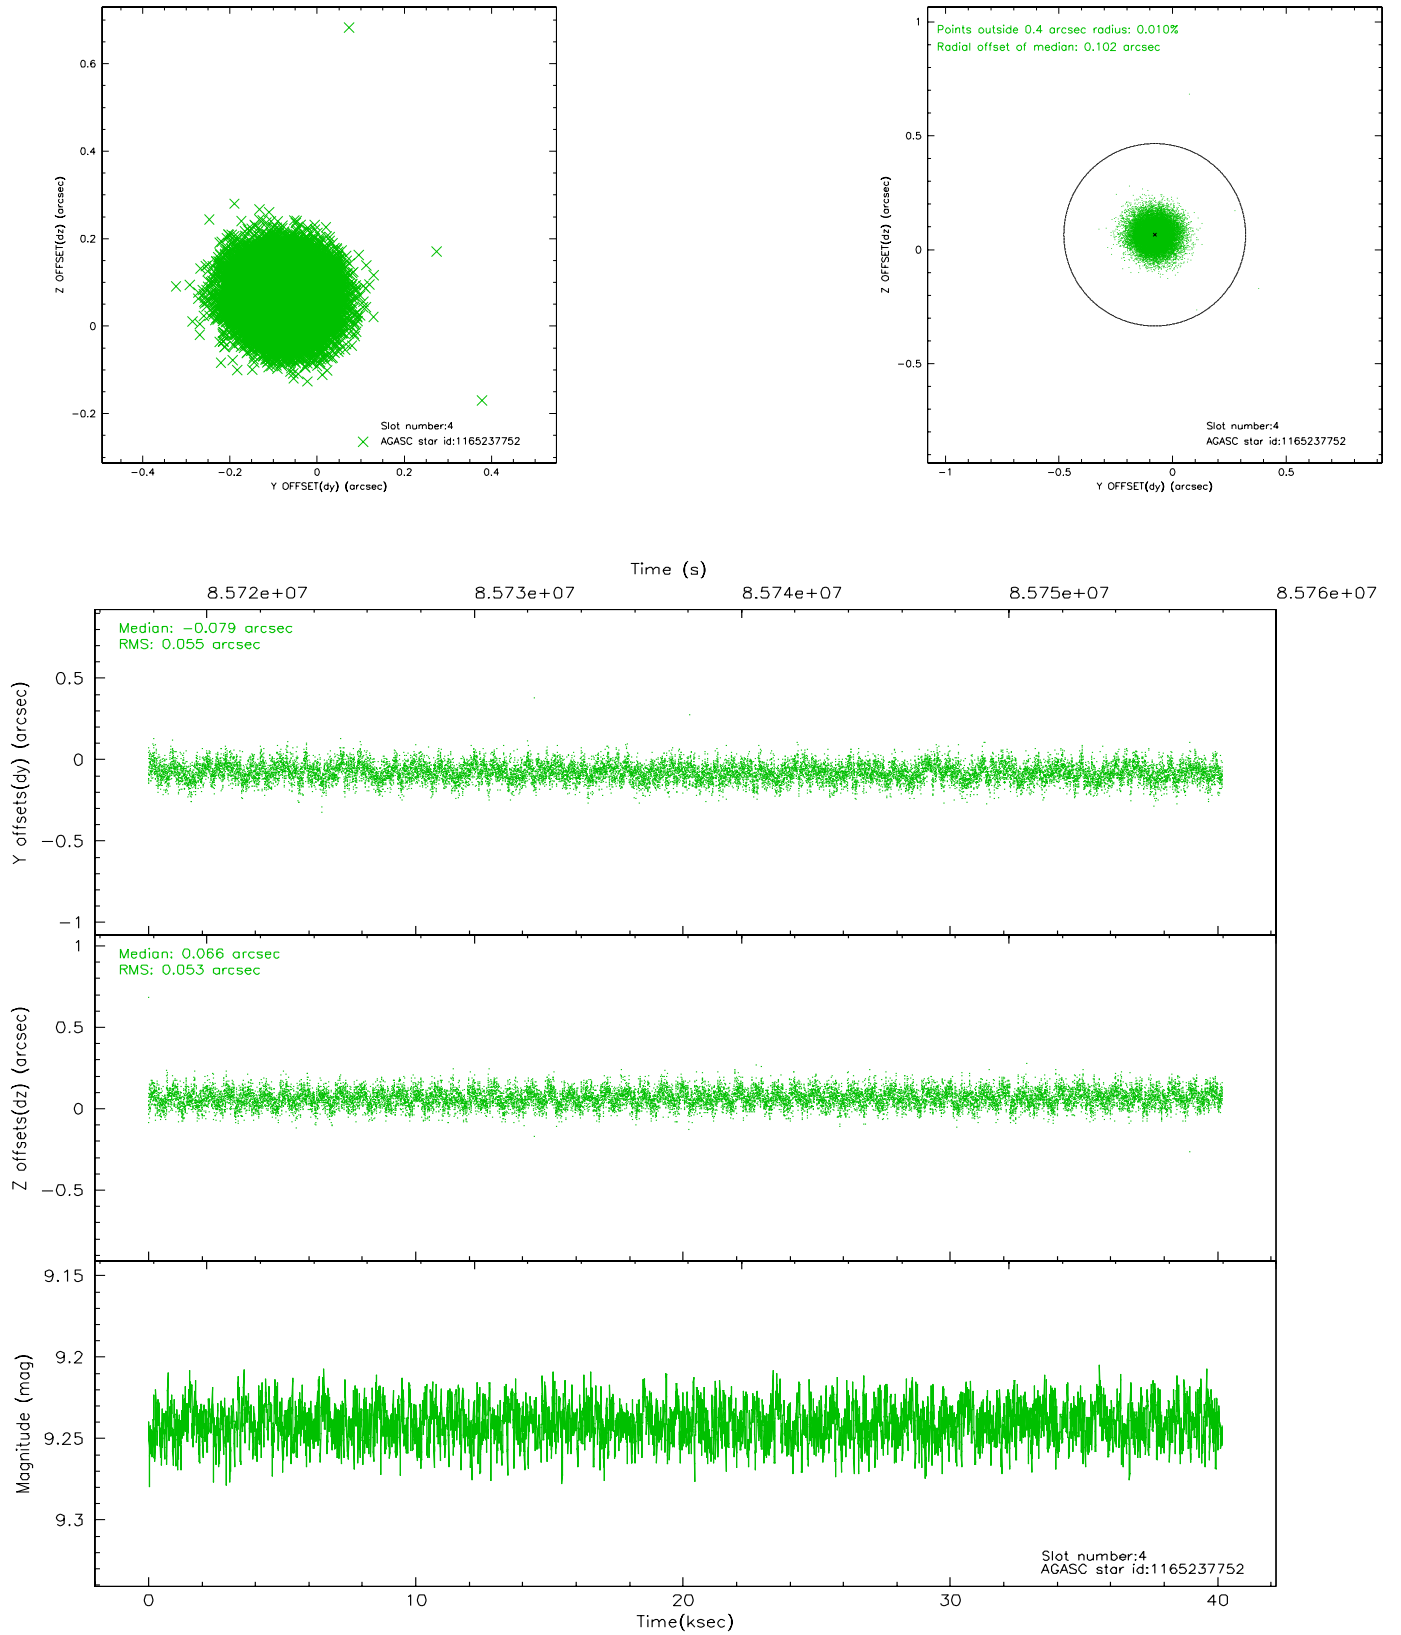 0.6
0.4
0.2
0
−0.2
Z OFFSET(dz) (arcsec)
Slot number:4
AGASC star id:1165237752
−0.4 −0.2 0 0.2 0.4
Y OFFSET(dy) (arcsec)
Points outside 0.4 arcsec radius: 0.010%
Radial offset of median: 0.102 arcsec
1
0.5
0
−0.5
Z OFFSET(dz) (arcsec)
Slot number:4
AGASC star id:1165237752
−1 −0.5 0 0.5
Y OFFSET(dy) (arcsec)
Time (s)
8.572e+07 8.573e+07 8.574e+07 8.575e+07 8.576e+07
Median: −0.079 arcsec
RMS: 0.055 arcsec
0.5
0
−0.5
−1
Y offsets(dy) (arcsec)
Median: 0.066 arcsec
RMS: 0.053 arcsec
1
0.5
0
−0.5
Z offsets(dz) (arcsec)
9.15
9.2
9.25
9.3
Magnitude (mag)
Slot number:4
AGASC star id:1165237752
0 10 20 30 40
Time(ksec)